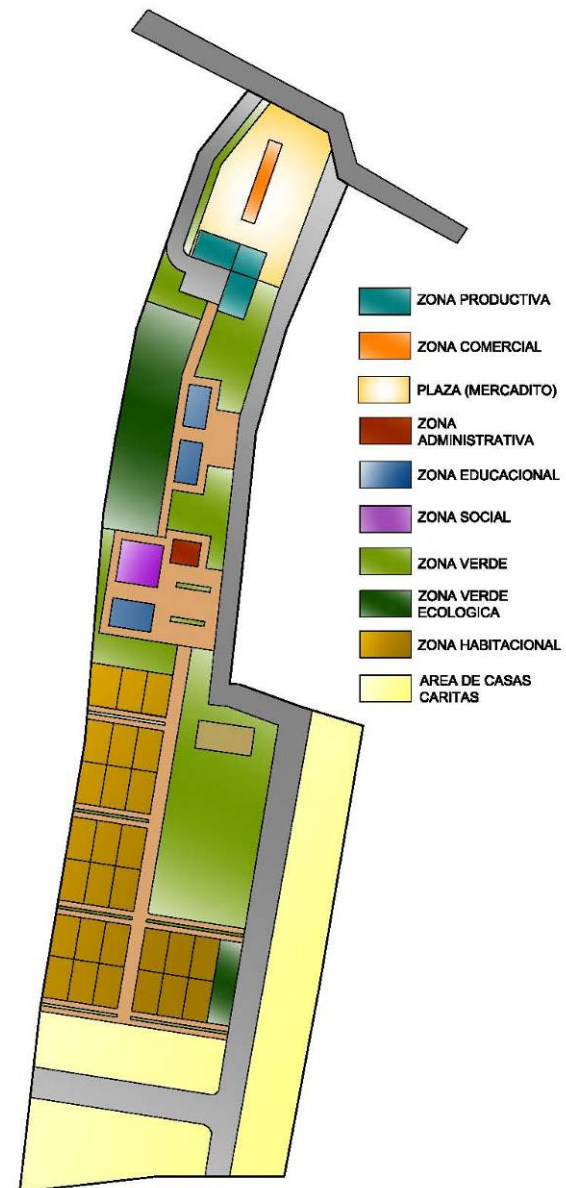 ZONA PRODUCTIVA
ZONA COMERCIAL
PLAZA (MERCADITO)
ZONA
ADMINISTRATIVA
ZONA EDUCACIONAL
ZONA SOCIAL
ZONA VERDE
ZONA VERDE
ECOLOGICA
ZONA HABITACIONAL
AREA DE CASAS
CARITAS